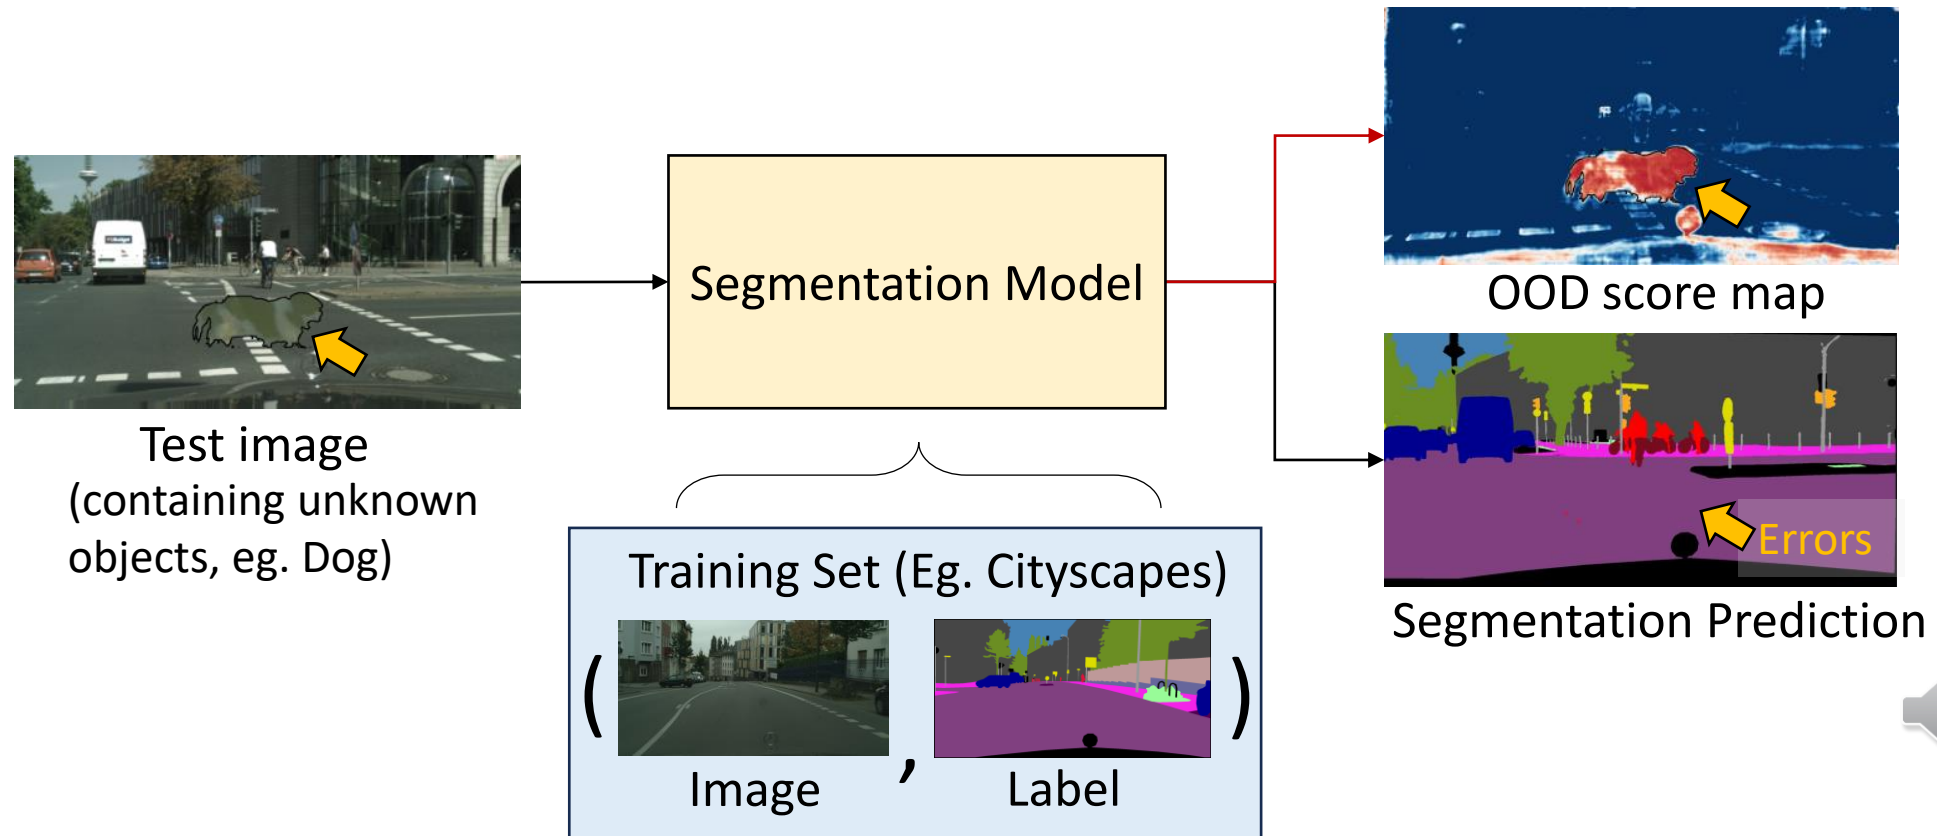 Test image
(containing unknown
objects, eg. Dog)
Segmentation Model
Training Set (Eg. Cityscapes)
(
,
)
Image
Label
OOD score map
Errors
Segmentation Prediction